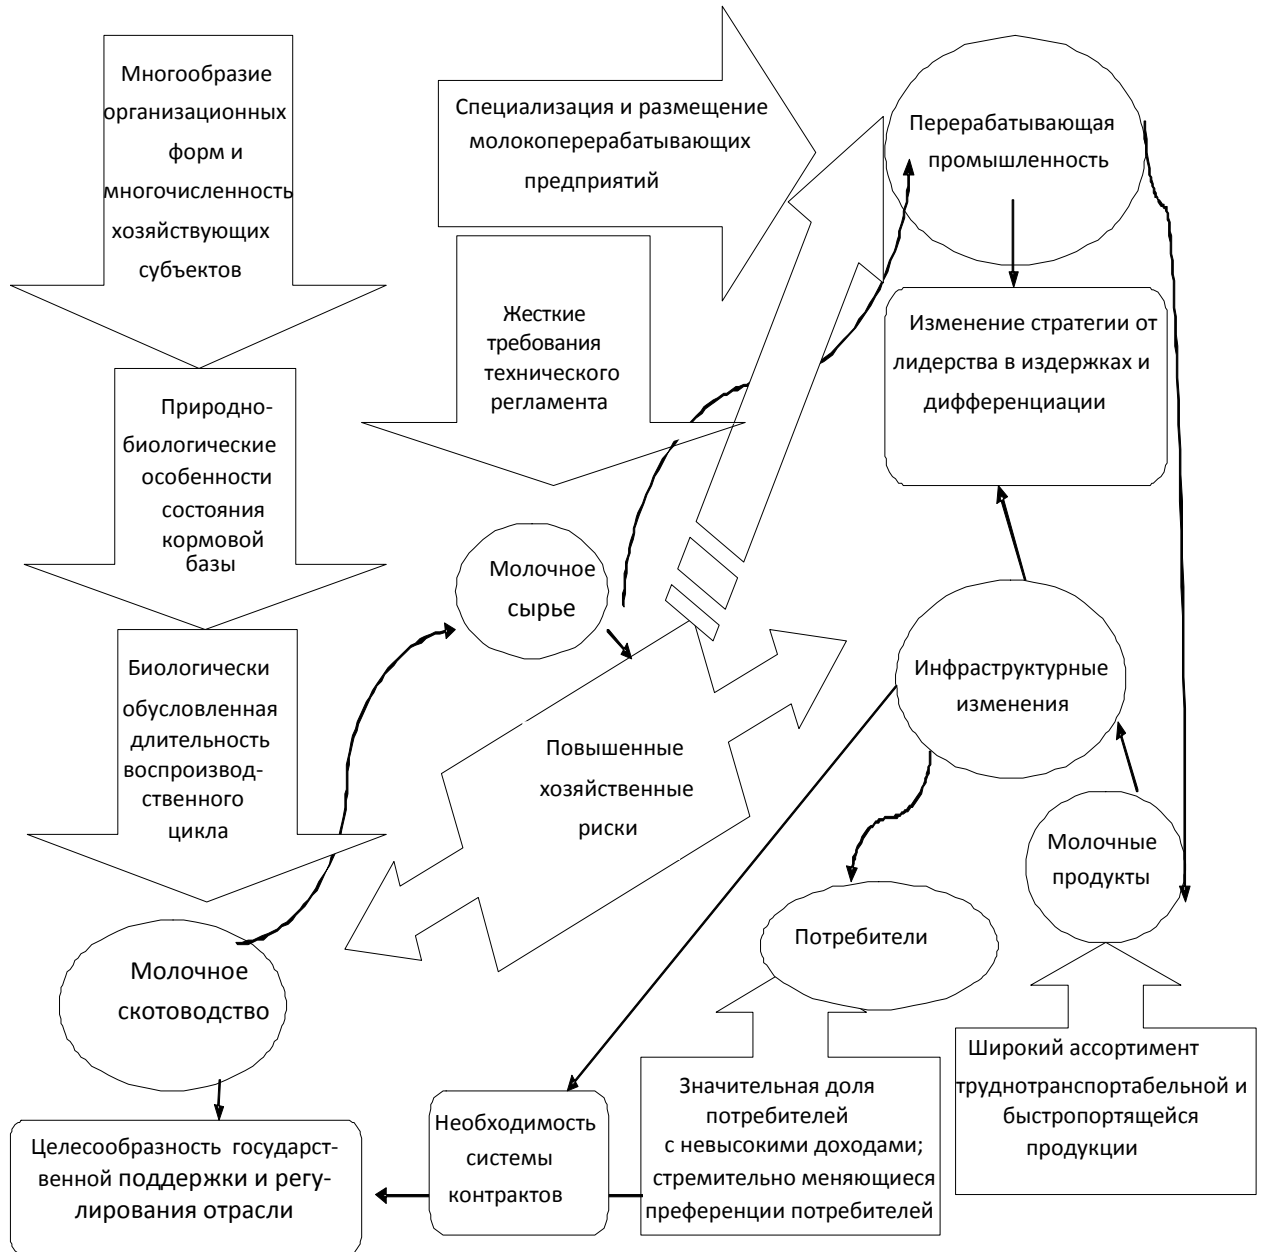 Многообразие
организационных
форм и
многочисленность
хозяйствующих
субъектов
Специализация и размещение
молокоперерабатывающих
предприятий
Перерабатывающая
промышленность
Жесткие
требования
технического
регламента
Изменение стратегии от
лидерства в издержках и
дифференциации
Природно-
биологические
особенности
состояния
кормовой
базы
Молочное
сырье
Биологически
обусловленная
длительность
воспроизвод-
ственного
цикла
Повышенные
хозяйственные
риски
Инфраструктурные
изменения
Молочные
продукты
Потребители
Молочное
скотоводство
Широкий ассортимент
труднотранспортабельной и
быстропортящейся
продукции
Значительная доля
потребителей
с невысокими доходами;
стремительно меняющиеся
преференции потребителей
Необходимость
системы
контрактов
Целесообразность государст-
венной поддержки и регу-
лирования отрасли